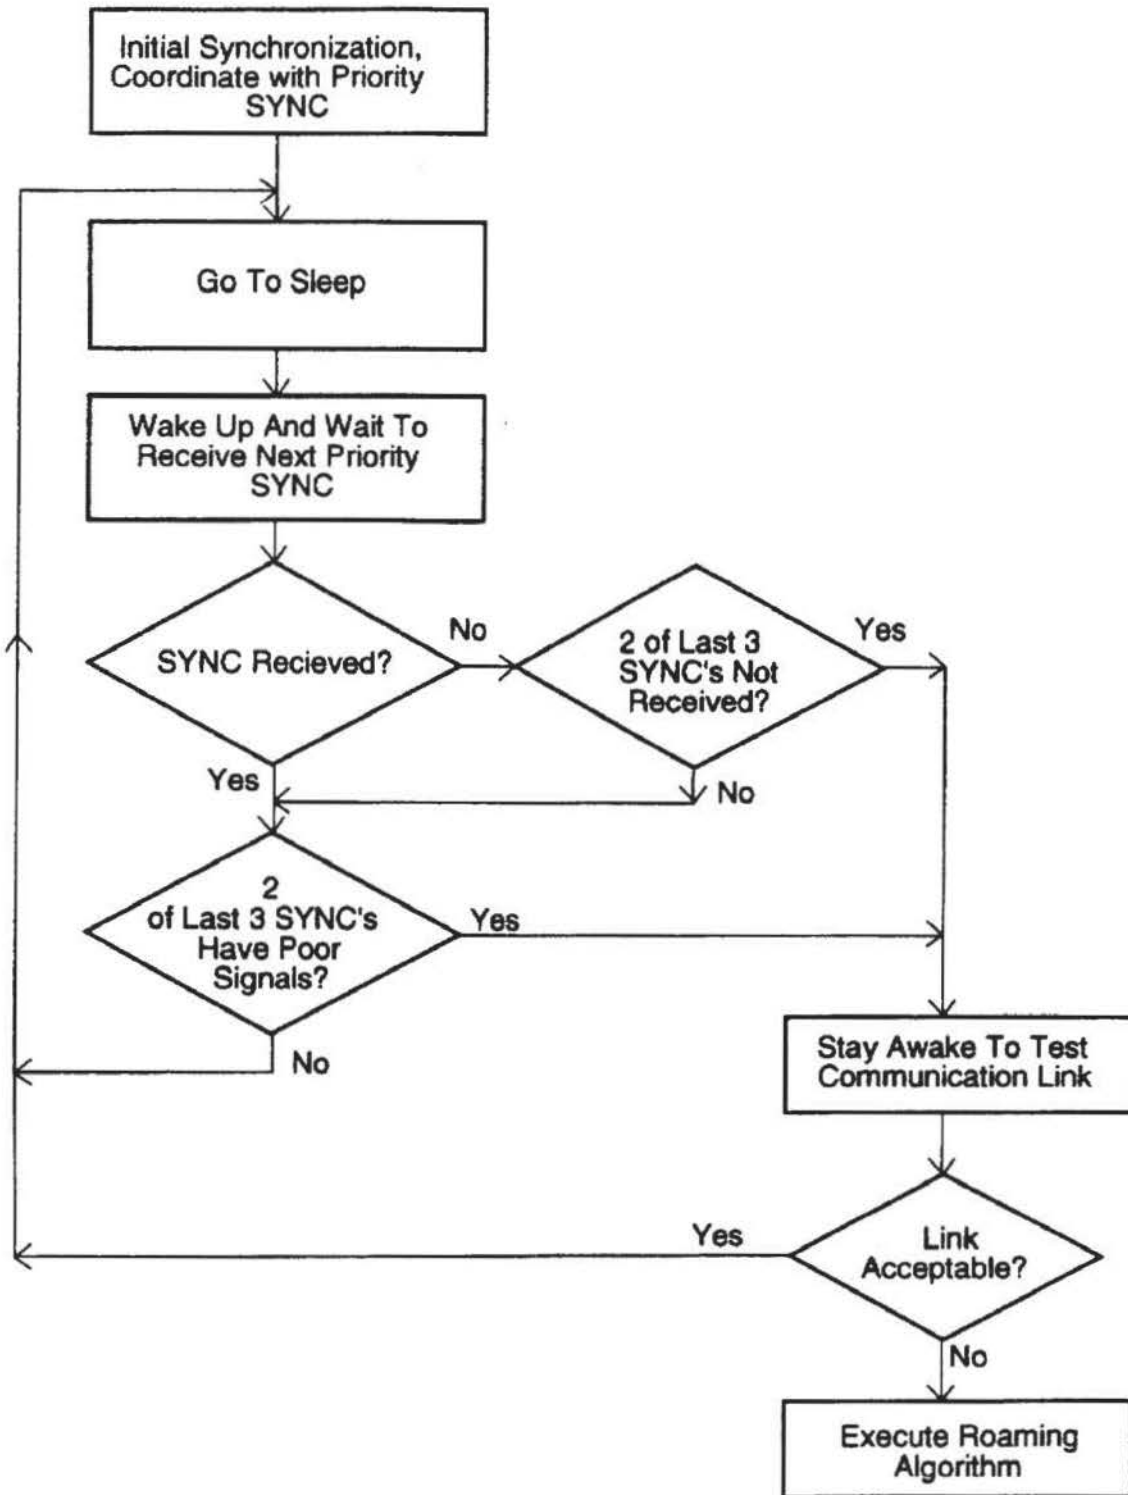 Initial Synchronization,
Coordinate with Priority
SYNC
Go To Sleep
Wake Up And Wait To
Receive Next Priority
SYNC
SYNC Recieved?
No
2 of Last 3
SYNC's Not
Received?
Yes
Yes
No
2
of Last 3 SYNC's
Have Poor
Signals?
Yes
No
Stay Awake To Test
Communication Link
Yes
Link
Acceptable?
No
Execute Roaming
Algorithm